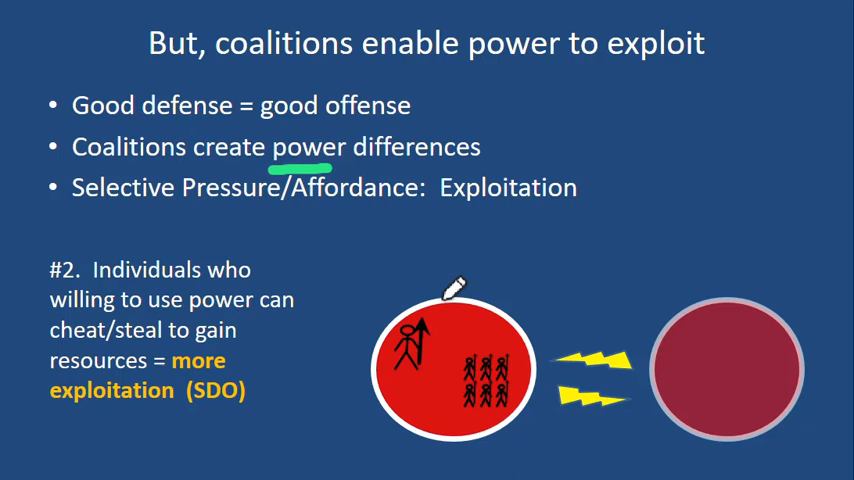 But, coalitions enable power to exploit
• Good defense = good offense
• Coalitions create power differences
• Selective Pressure/Affordance: Exploitation
#2. Individuals who
willing to use power can
cheat/steal to gain
resources = more
exploitation (SDO)